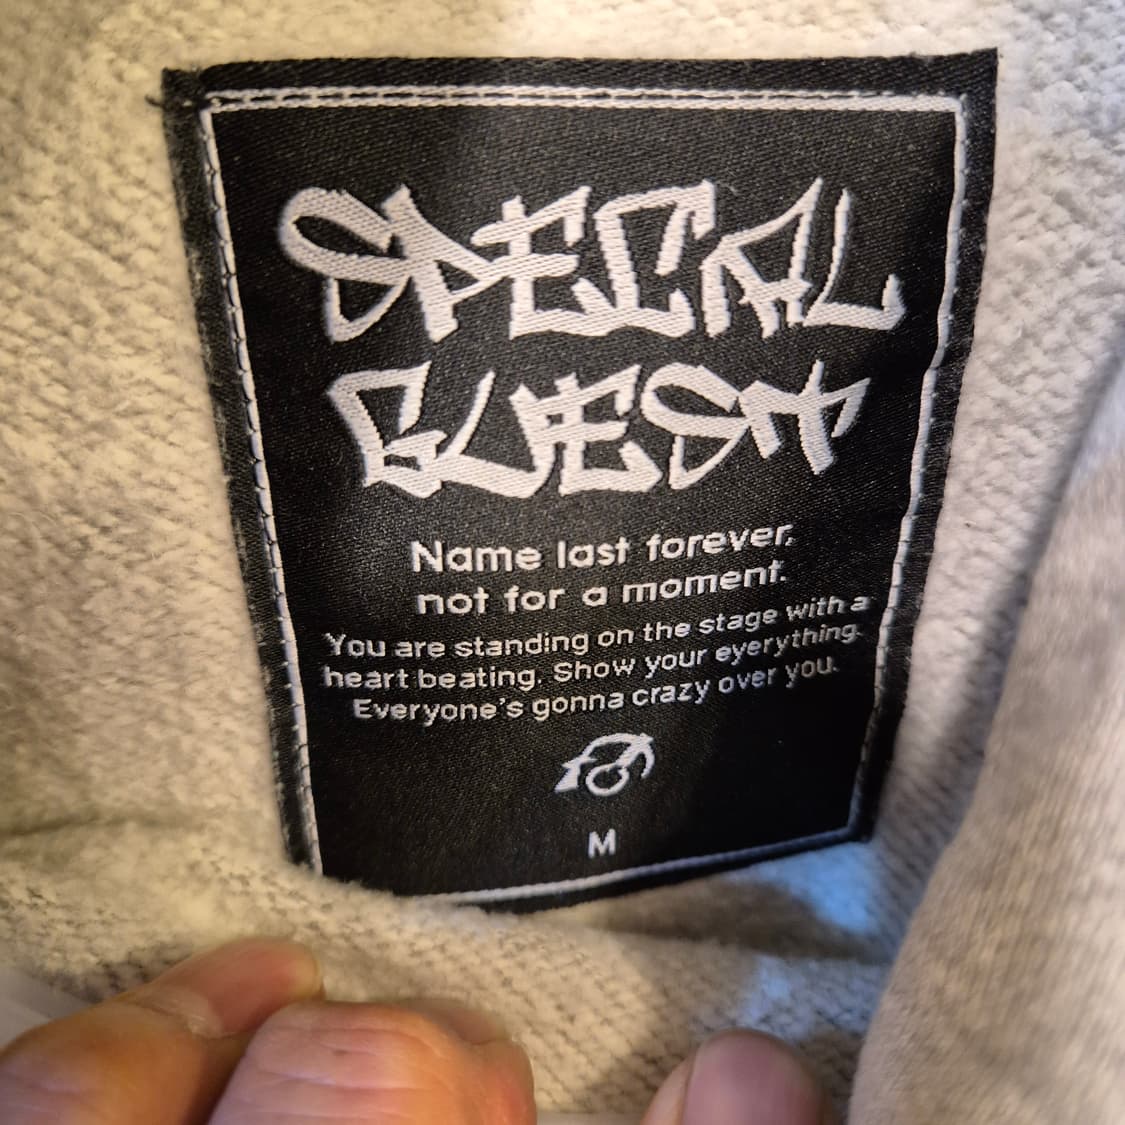 SPECIAL
GUEST
Name last forever,
not for a moment.
You are standing on the stage with a
heart beating. Show your eyerything.
Everyone's gonna crazy over you.
M